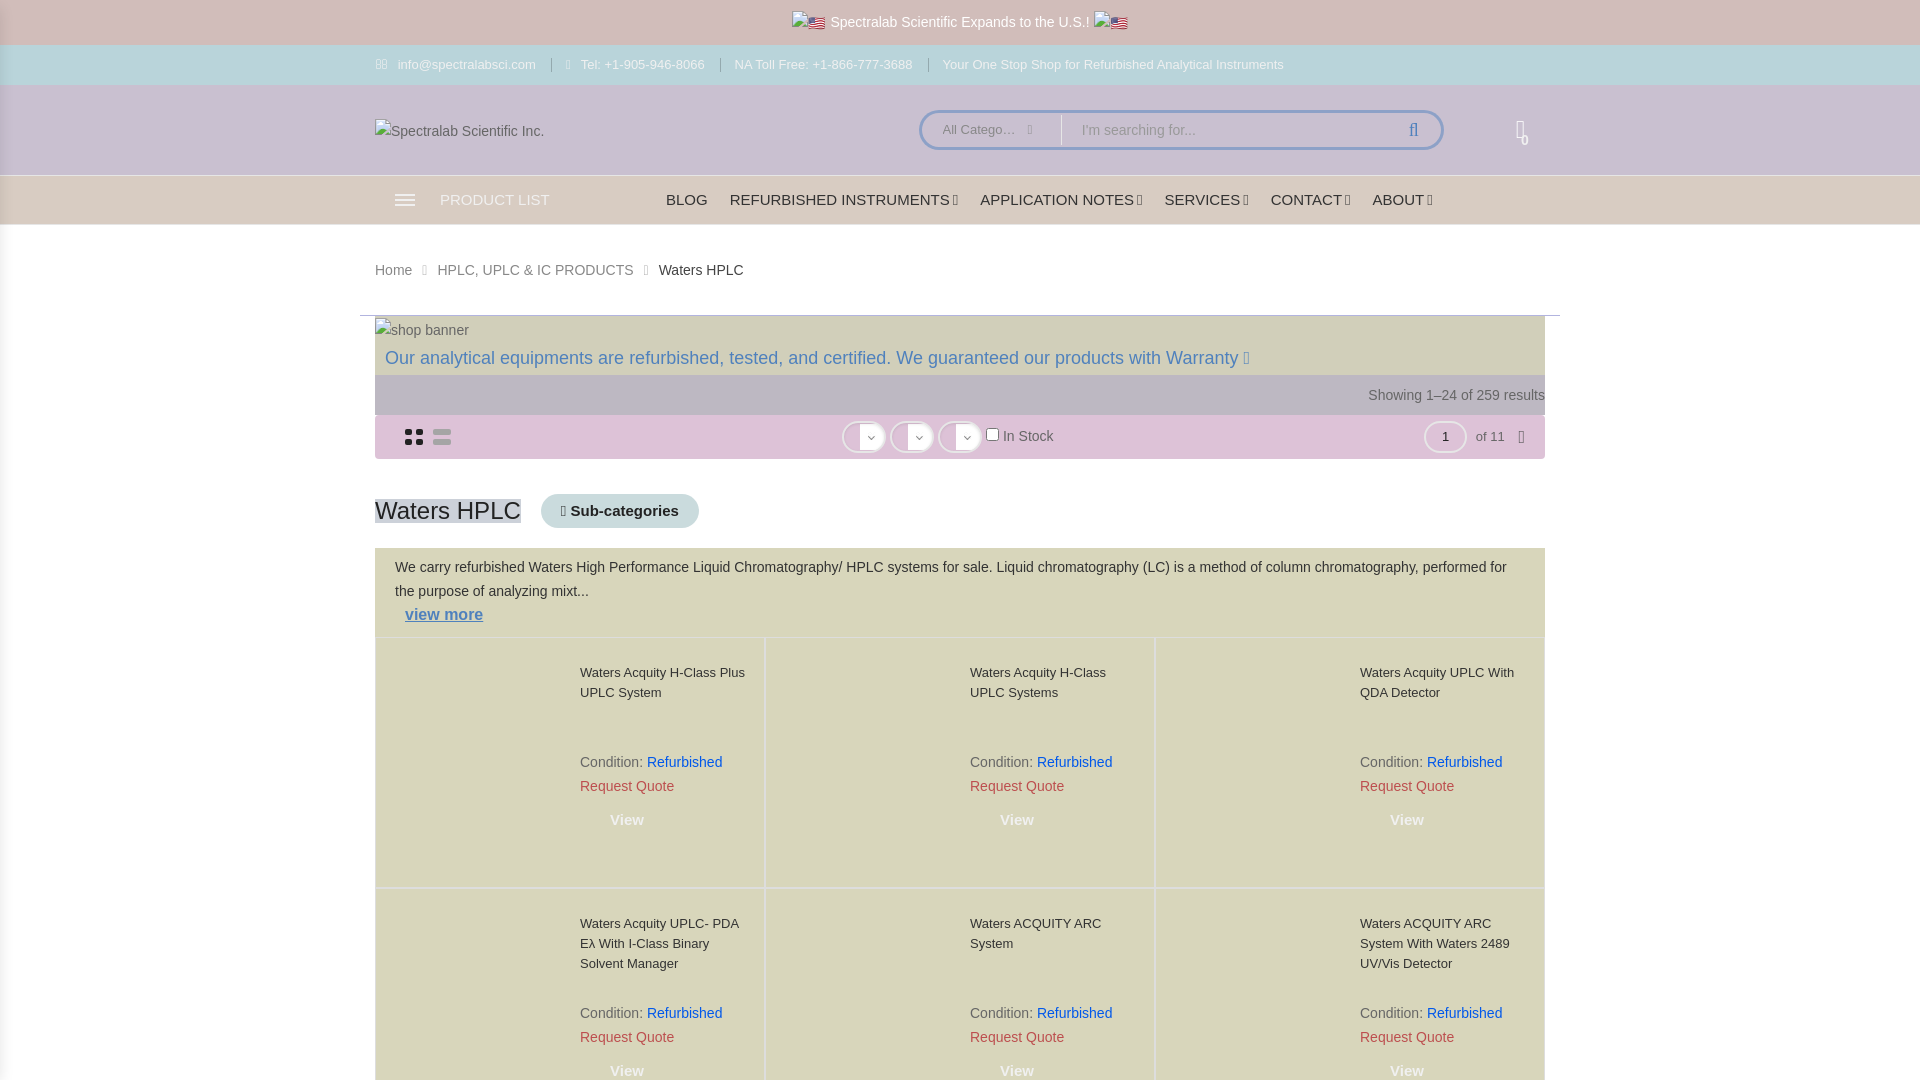 🇺🇸 Spectralab Scientific Expands to the U.S.! 🇺🇸
info@spectralabsci.com Tel: +1-905-946-8066 NA Toll Free: +1-866-777-3688 Your One Stop Shop for Refurbished Analytical Instruments
Spectralab Scientific Inc. All Catego... I'm searching for... 0
PRODUCT LIST BLOG REFURBISHED INSTRUMENTS APPLICATION NOTES SERVICES CONTACT ABOUT
Home HPLC, UPLC & IC PRODUCTS Waters HPLC
shop banner
Our analytical equipments are refurbished, tested, and certified. We guaranteed our products with Warranty
Showing 1–24 of 259 results
In Stock 1 of 11
Waters HPLC Sub-categories
We carry refurbished Waters High Performance Liquid Chromatography/ HPLC systems for sale. Liquid chromatography (LC) is a method of column chromatography, performed for
the purpose of analyzing mixt...
view more
Waters Acquity H-Class Plus
UPLC System
Condition: Refurbished
Request Quote
View
Waters Acquity H-Class
UPLC Systems
Condition: Refurbished
Request Quote
View
Waters Acquity UPLC With
QDA Detector
Condition: Refurbished
Request Quote
View
Waters Acquity UPLC- PDA
Eλ With I-Class Binary
Solvent Manager
Condition: Refurbished
Request Quote
View
Waters ACQUITY ARC
System
Condition: Refurbished
Request Quote
View
Waters ACQUITY ARC
System With Waters 2489
UV/Vis Detector
Condition: Refurbished
Request Quote
View